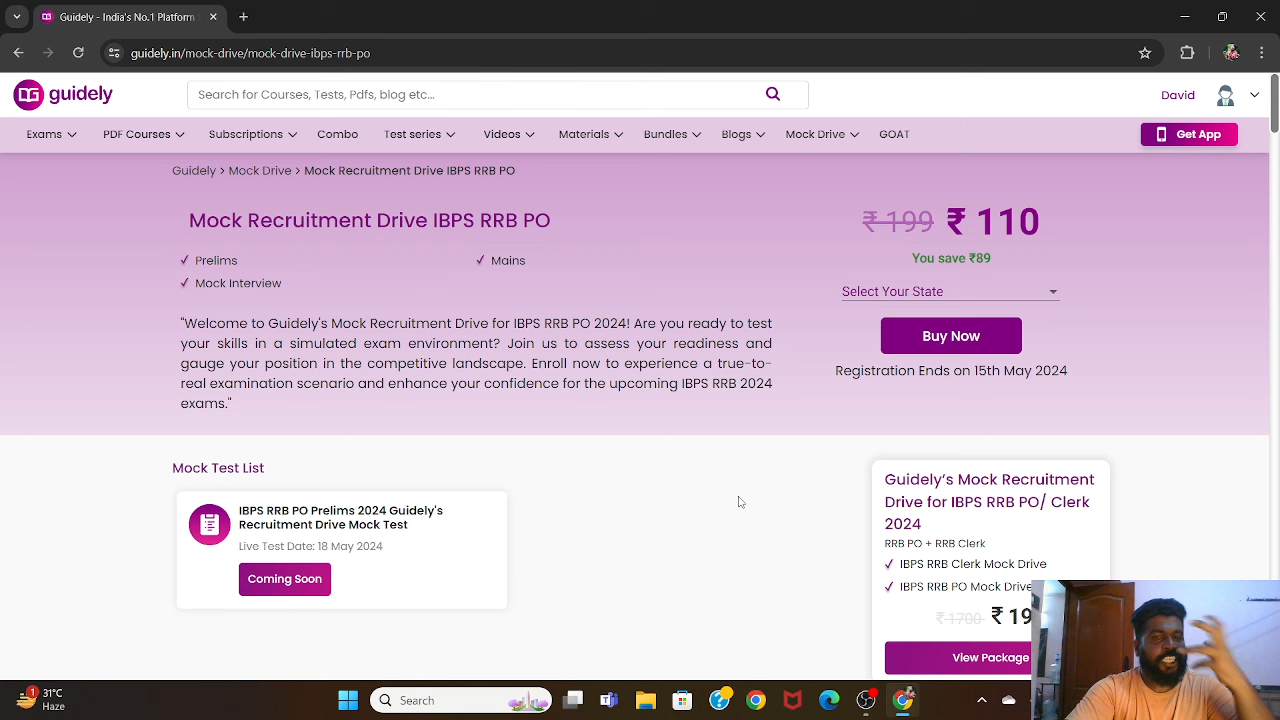 Guidely - India's No.1 Platform
guidely.in/mock-drive/mock-drive-ibps-rrb-po
guidely
Search for Courses, Tests, Pdfs, blog etc...
David
Exams PDF Courses Subscriptions Combo Test series Videos Materials Bundles Blogs Mock Drive GOAT Get App
Guidely > Mock Drive > Mock Recruitment Drive IBPS RRB PO
Mock Recruitment Drive IBPS RRB PO
✓ Prelims
✓ Mains
✓ Mock Interview
"Welcome to Guidely's Mock Recruitment Drive for IBPS RRB PO 2024! Are you ready to test
your skills in a simulated exam environment? Join us to assess your readiness and
gauge your position in the competitive landscape. Enroll now to experience a true-to-
real examination scenario and enhance your confidence for the upcoming IBPS RRB 2024
exams."
₹ 199 ₹ 110
You save ₹89
Select Your State
Buy Now
Registration Ends on 15th May 2024
Mock Test List
IBPS RRB PO Prelims 2024 Guidely's
Recruitment Drive Mock Test
Live Test Date: 18 May 2024
Coming Soon
Guidely's Mock Recruitment
Drive for IBPS RRB PO/ Clerk
2024
RRB PO + RRB Clerk
✓ IBPS RRB Clerk Mock Drive
✓ IBPS RRB PO Mock Drive
₹ 1700 ₹ 19
View Package
1
31°C
Haze
Search